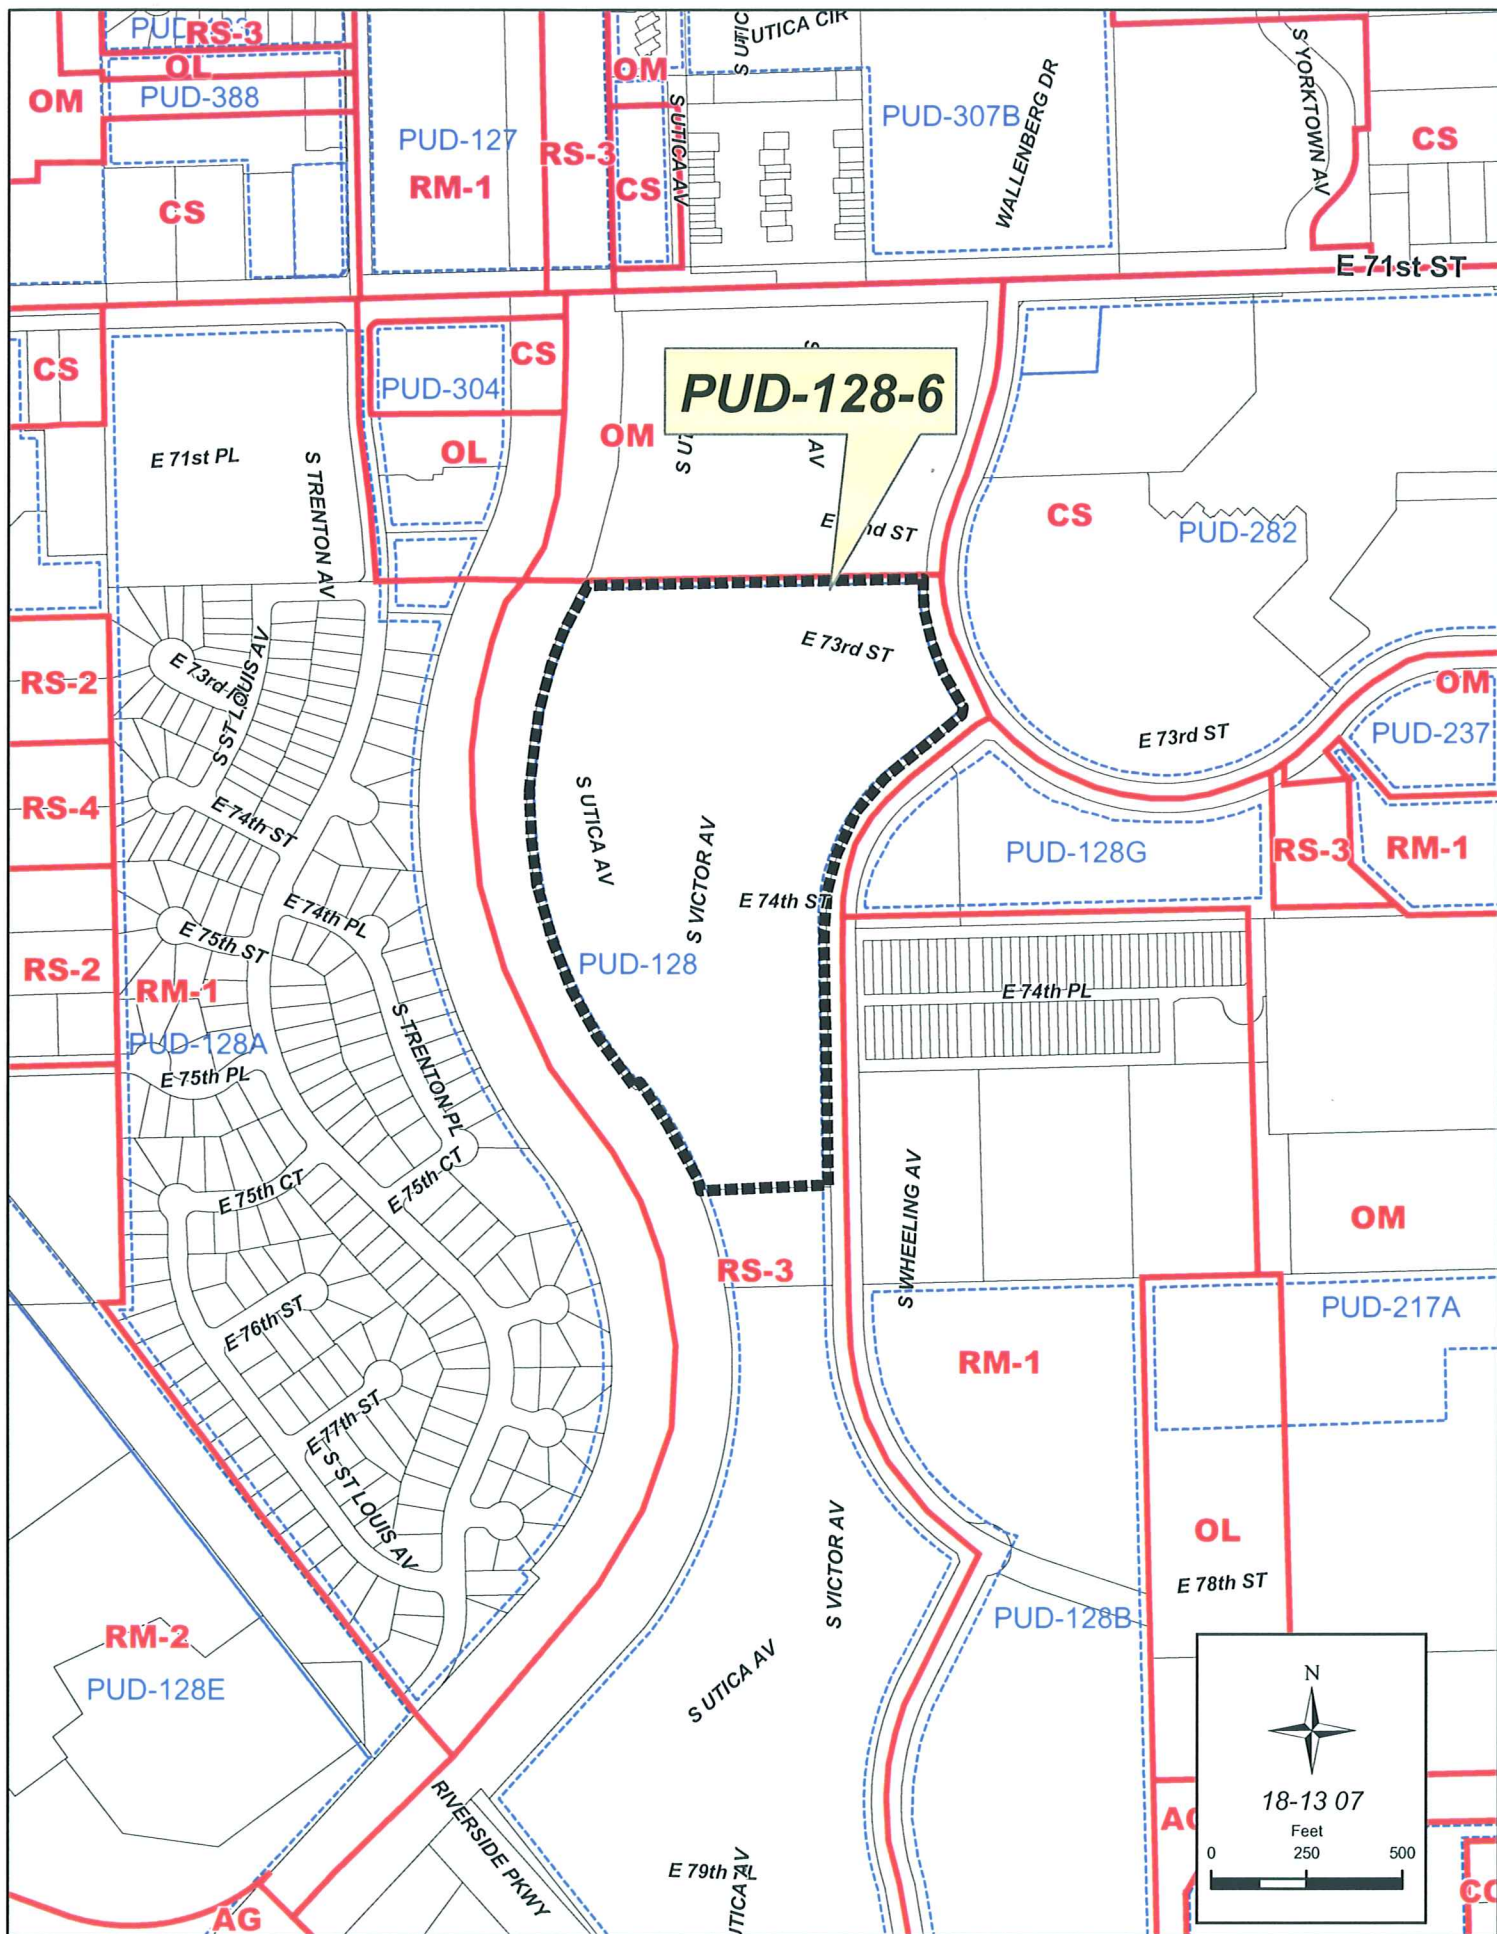 RS-3
OL
OM
PUD-388
CS
PUD-127
RM-1
RS-3
OM
CS
S UTICA AV
UTICA CIR
PUD-307B
WALLENBERG DR
S YORKTOWN AV
CS
E 71st ST
CS
E 71st PL
S TRENTON AV
PUD-304
CS
OL
OM
PUD-128-6
AV
CS
PUD-282
E 73rd ST
RS-2
E 73rd
S ST LOUIS AV
RS-4
E 74th ST
E 74th PL
E 75th ST
RS-2
RM-1
PUD-128A
E 75th PL
S TRENTON PL
E 75th CT
E 75th CT
E 76th ST
E 77th ST
S ST LOUIS AV
S UTICA AV
S VICTOR AV
E 74th ST
PUD-128
E 73rd ST
OM
PUD-237
PUD-128G
RS-3
RM-1
E 74th PL
S WHEELING AV
OM
RS-3
PUD-217A
RM-1
S VICTOR AV
OL
E 78th ST
PUD-128B
S UTICA AV
RM-2
PUD-128E
RIVERSIDE PKWY
E 79th PL
AG
N
18-13 07
Feet
0 250 500